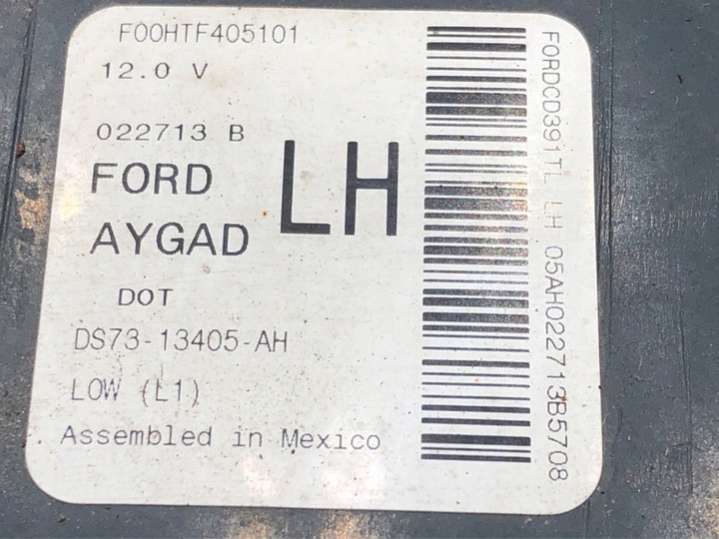 F00HTF405101
12.0 V
022713 B
FORD
LH
AYGAD
DOT
DS73-13405-AH
LOW (L1)
Assembled in Mexico
FORDCD391TL LH 05AH022713B5708